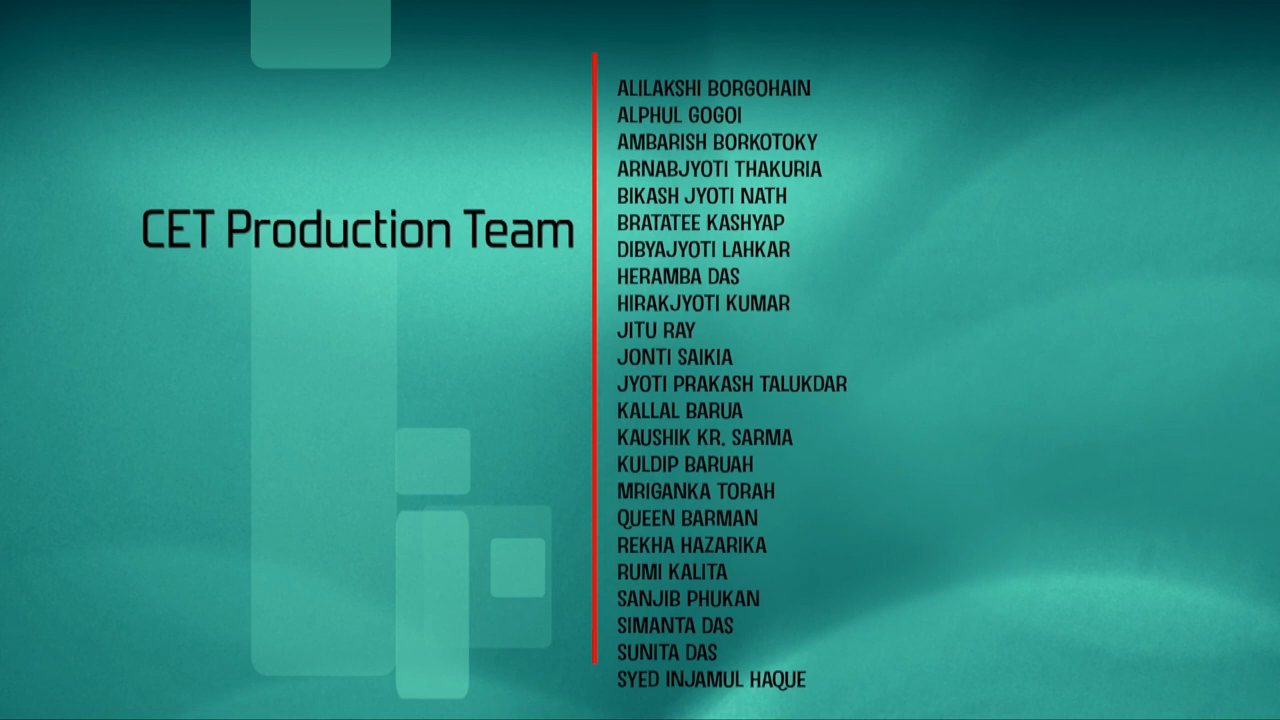 CET Production Team
ALILAKSHI BORGOHAIN
ALPHUL GOGOI
AMBARISH BORKOTOKY
ARNABJYOTI THAKURIA
BIKASH JYOTI NATH
BRATATEE KASHYAP
DIBYAJYOTI LAHKAR
HERAMBA DAS
HIRAKJYOTI KUMAR
JITU RAY
JONTI SAIKIA
JYOTI PRAKASH TALUKDAR
KALLAL BARUA
KAUSHIK KR. SARMA
KULDIP BARUAH
MRIGANKA TORAH
QUEEN BARMAN
REKHA HAZARIKA
RUMI KALITA
SANJIB PHUKAN
SIMANTA DAS
SUNITA DAS
SYED INJAMUL HAQUE